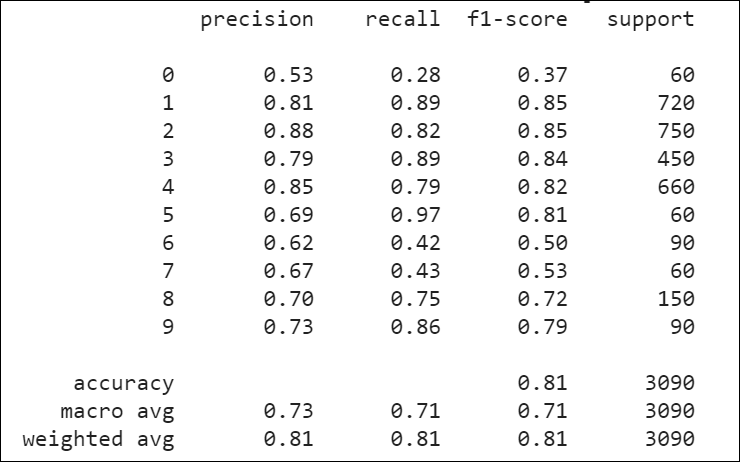 precision recall f1-score support
0 0.53 0.28 0.37 60
1 0.81 0.89 0.85 720
2 0.88 0.82 0.85 750
3 0.79 0.89 0.84 450
4 0.85 0.79 0.82 660
5 0.69 0.97 0.81 60
6 0.62 0.42 0.50 90
7 0.67 0.43 0.53 60
8 0.70 0.75 0.72 150
9 0.73 0.86 0.79 90
accuracy 0.81 3090
macro avg 0.73 0.71 0.71 3090
weighted avg 0.81 0.81 0.81 3090